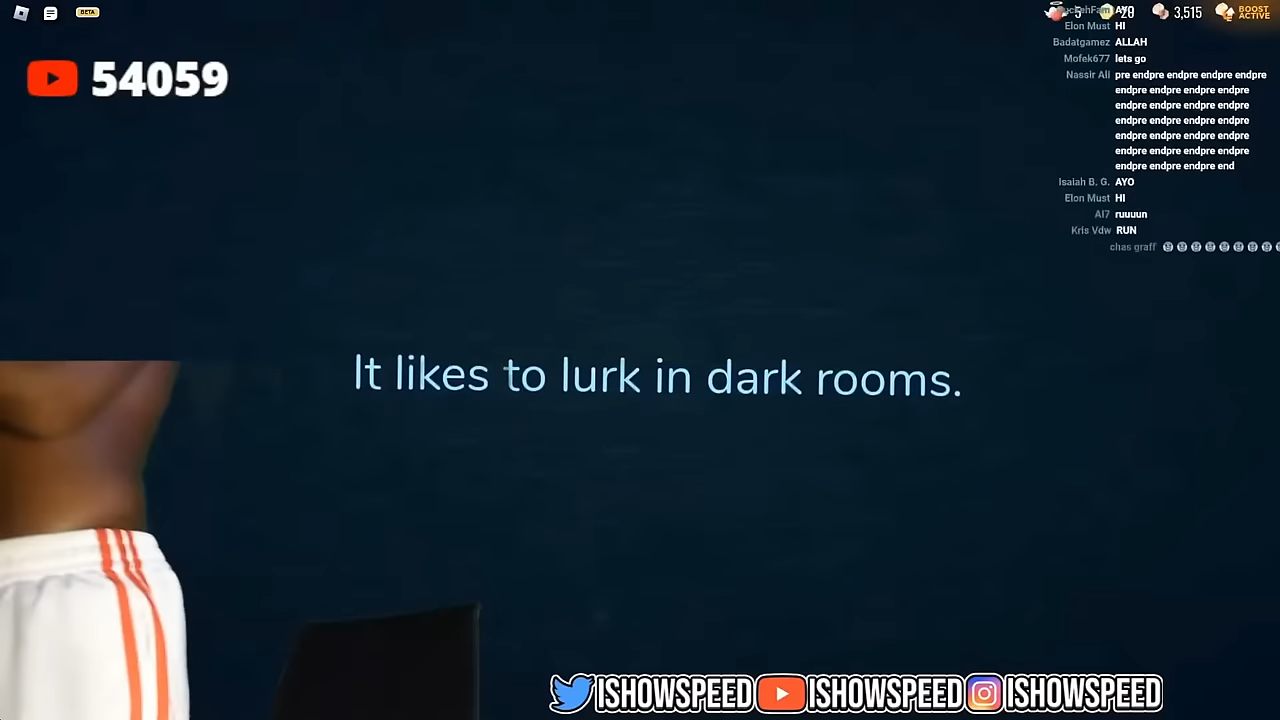 BETA
3,515
BOOST
ACTIVE
54059
AYO
Elon Must HI
Badatgamez ALLAH
Mofek677 lets go
Nassir Ali pre endpre endpre endpre endpre
endpre endpre endpre endpre
endpre endpre endpre endpre
endpre endpre endpre endpre
endpre endpre endpre endpre
endpre endpre endpre endpre
endpre endpre endpre end
Isaiah B. G. AYO
Elon Must HI
AI7 ruuuun
Kris Vdw RUN
chas graff
It likes to lurk in dark rooms.
ISHOWSPEED ISHOWSPEED ISHOWSPEED